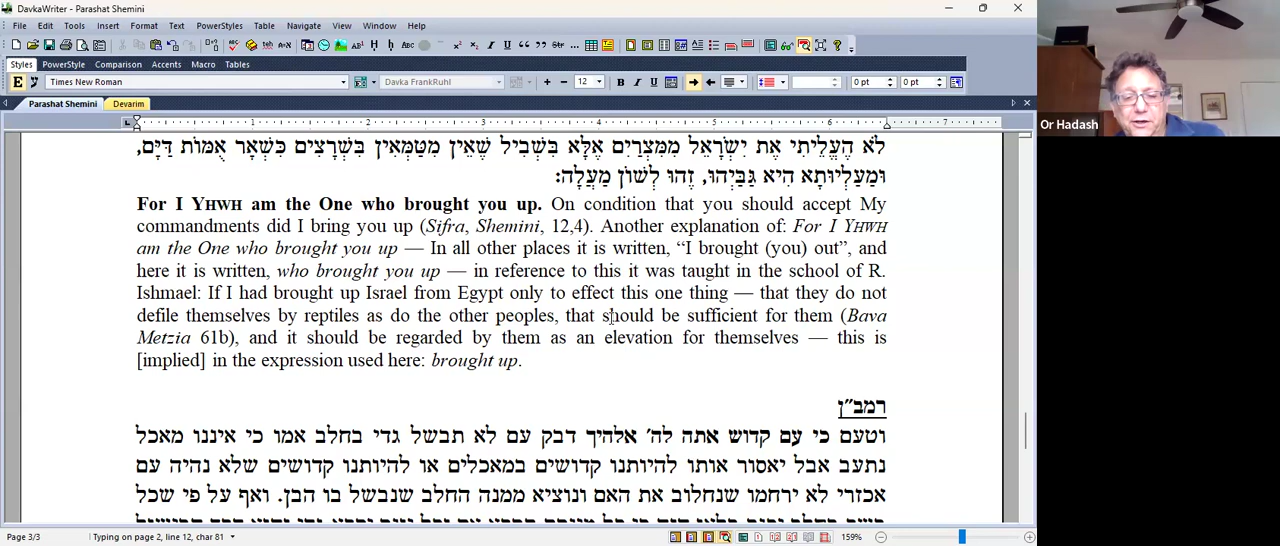 DavkaWriter - Parashat Shemini
File Edit Insert Format Text PowerStyles Table View Window Help
Styles PowerStyle Comparison Accents Macro Tables
Times New Roman Davka FrankRuhl 12 B I U 0 pt 0 pt
Parashat Shemini Devarim
1 2 3 4 5 6 7
לֹא הֶעֱלֵיתִי אֶת יִשְׂרָאֵל מִמִּצְרַיִם אֶלָּא בִּשְׁבִיל שֶׁאֵין מִטַּמְּאִין בִּשְׁרָצִים כִּשְׁאָר אֻמּוֹת דַּיָּם,
וּמַעַלְיוּתָא הִיא גַּבַּיְהוּ, זֶהוּ לְשׁוֹן מַעֲלָה:
For I YHWH am the One who brought you up. On condition that you should accept My
commandments did I bring you up (Sifra, Shemini, 12,4). Another explanation of: For I YHWH
am the One who brought you up — In all other places it is written, “I brought (you) out”, and
here it is written, who brought you up — in reference to this it was taught in the school of R.
Ishmael: If I had brought up Israel from Egypt only to effect this one thing — that they do not
defile themselves by reptiles as do the other peoples, that should be sufficient for them (Bava
Metzia 61b), and it should be regarded by them as an elevation for themselves — this is
[implied] in the expression used here: brought up.
רמב״ן
וטעם כי עם קדוש אתה לה׳ אלהיך דבק עם לא תבשל גדי בחלב אמו כי איננו מאכל
נתעב אבל יאסור אותו להיותנו קדושים במאכלים או להיותנו קדושים שלא נהיה עם
אכזרי לא ירחמו שנחלוב את האם ונוציא ממנה החלב שנבשל בו הבן. ואף על פי שכל
Page 3/3 Typing on page 2, line 12, char 81 159%
Or Hadash